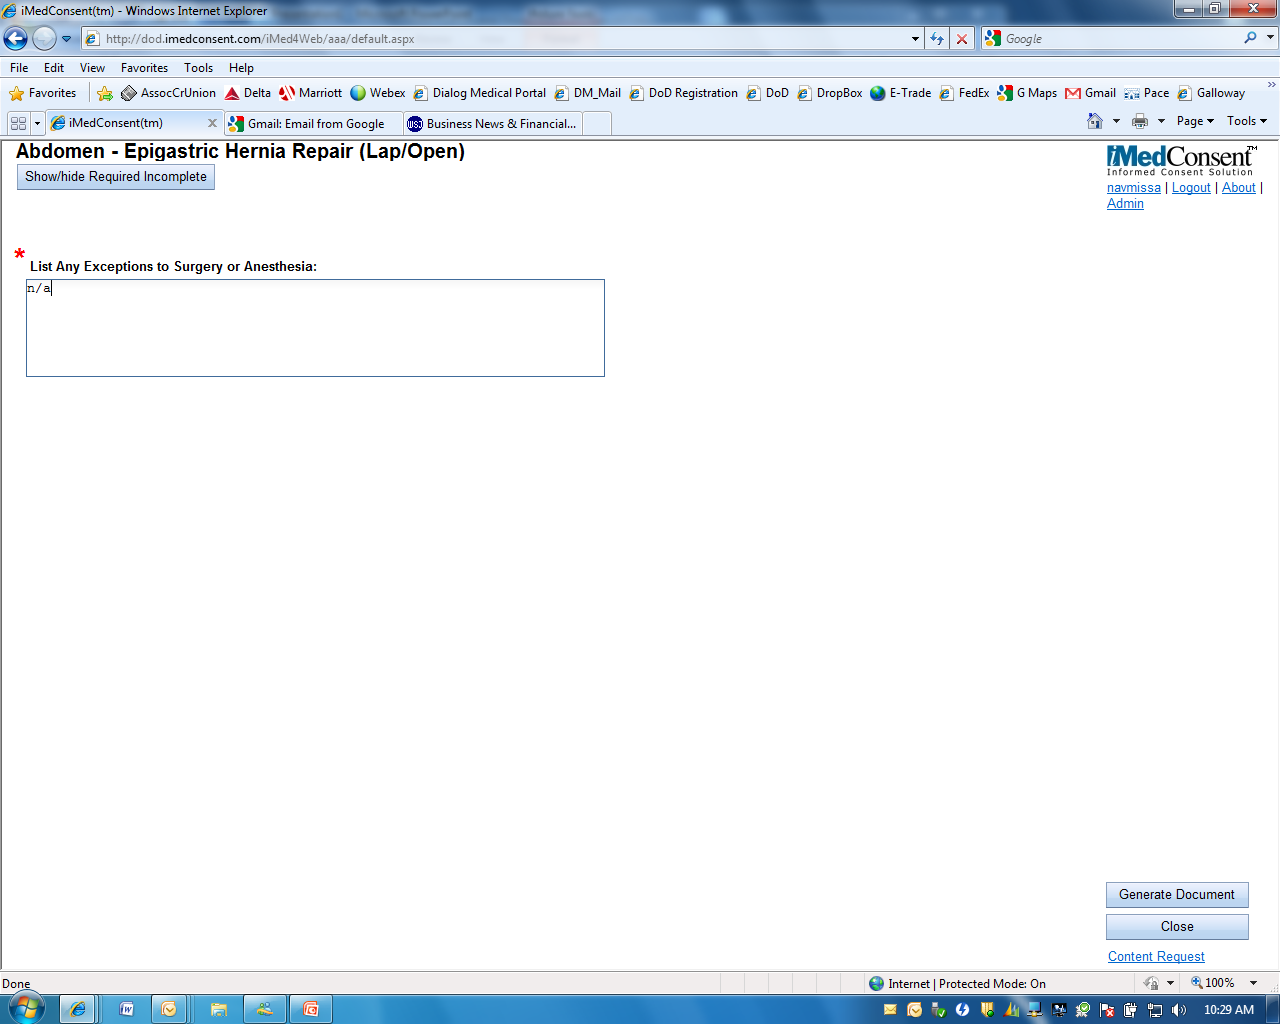 iMedConsent(tm) - Windows Internet Explorer
http://dod.imedconsent.com/iMed4Web/aaa/default.aspx
Google
File Edit View Favorites Tools Help
Favorites AssocCrUnion Delta Marriott Webex Dialog Medical Portal DM_Mail DoD Registration DoD DropBox E-Trade FedEx G Maps Gmail Pace Galloway
iMedConsent(tm) X Gmail: Email from Google WSJ Business News & Financial... Page Tools
Abdomen - Epigastric Hernia Repair (Lap/Open)
Show/hide Required Incomplete
iMedConsent™
Informed Consent Solution
navmissa | Logout | About |
Admin
* List Any Exceptions to Surgery or Anesthesia:
n/a
Generate Document
Close
Content Request
Done Internet | Protected Mode: On 100%
10:29 AM